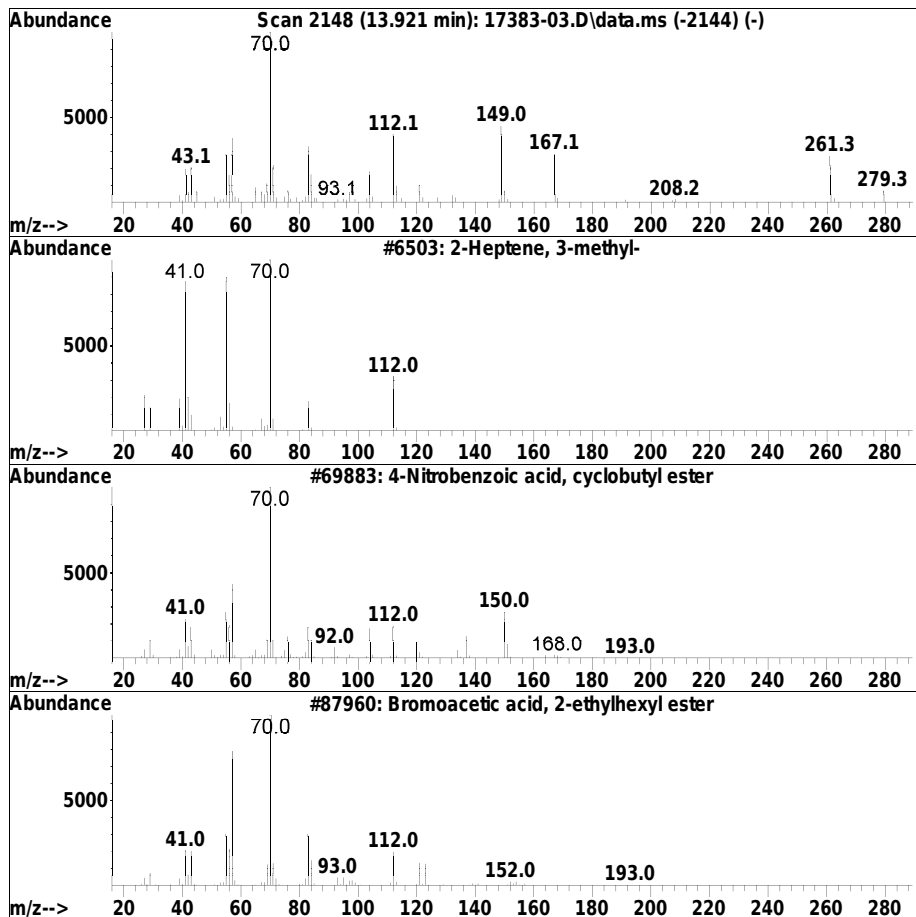 Abundance Scan 2148 (13.921 min): 17383-03.D\data.ms (-2144) (-)
70.0
5000
149.0
112.1
167.1
261.3
43.1
279.3
93.1
208.2
m/z--> 20 40 60 80 100 120 140 160 180 200 220 240 260 280
Abundance #6503: 2-Heptene, 3-methyl-
41.0 70.0
5000
112.0
m/z--> 20 40 60 80 100 120 140 160 180 200 220 240 260 280
Abundance #69883: 4-Nitrobenzoic acid, cyclobutyl ester
70.0
5000
41.0 112.0 150.0
92.0 168.0 193.0
m/z--> 20 40 60 80 100 120 140 160 180 200 220 240 260 280
Abundance #87960: Bromoacetic acid, 2-ethylhexyl ester
70.0
5000
41.0 112.0
93.0 152.0 193.0
m/z--> 20 40 60 80 100 120 140 160 180 200 220 240 260 280